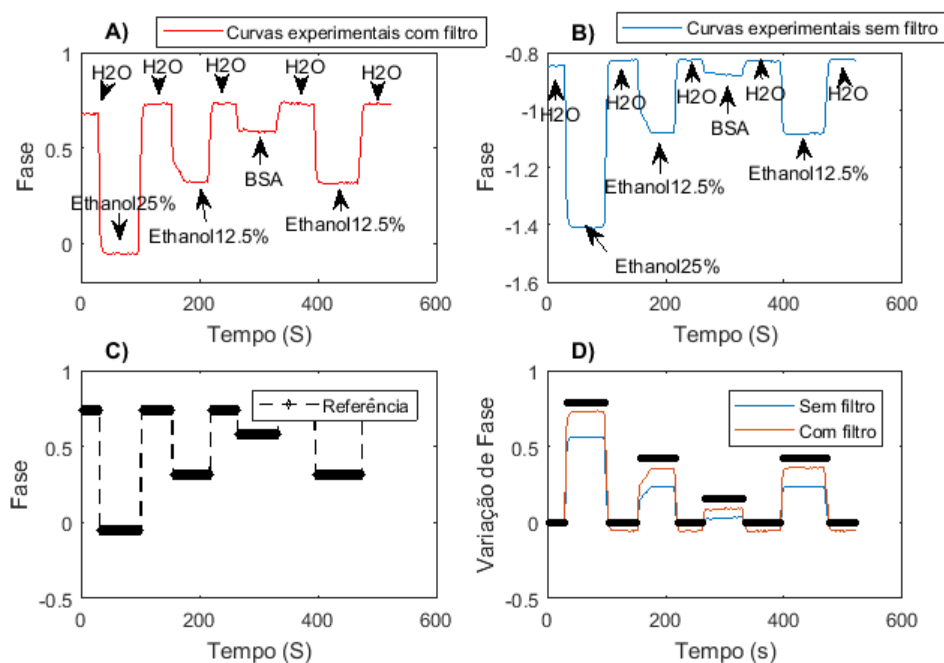 A)
Curvas experimentais com filtro
1
H2O
H2O
H2O
H2O
H2O
0.5
0
Fase
BSA
Ethanol25%
Ethanol12.5%
Ethanol12.5%
0
200
400
600
Tempo (S)
B)
Curvas experimentais sem filtro
-0.8
-1
-1.2
-1.4
-1.6
Fase
H2O
H2O
H2O
H2O
H2O
BSA
Ethanol12.5%
Ethanol12.5%
Ethanol25%
0
200
400
600
Tempo (S)
C)
1
0.5
0
-0.5
Fase
Referência
0
200
400
600
Tempo (S)
D)
1
0.5
0
-0.5
Variação de Fase
Sem filtro
Com filtro
0
200
400
600
Tempo (s)